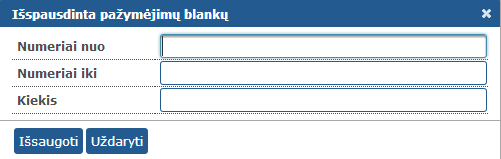 Išspausdinta pažymėjimų blankų
Numeriai nuo
Numeriai iki
Kiekis
Išsaugoti Uždaryti